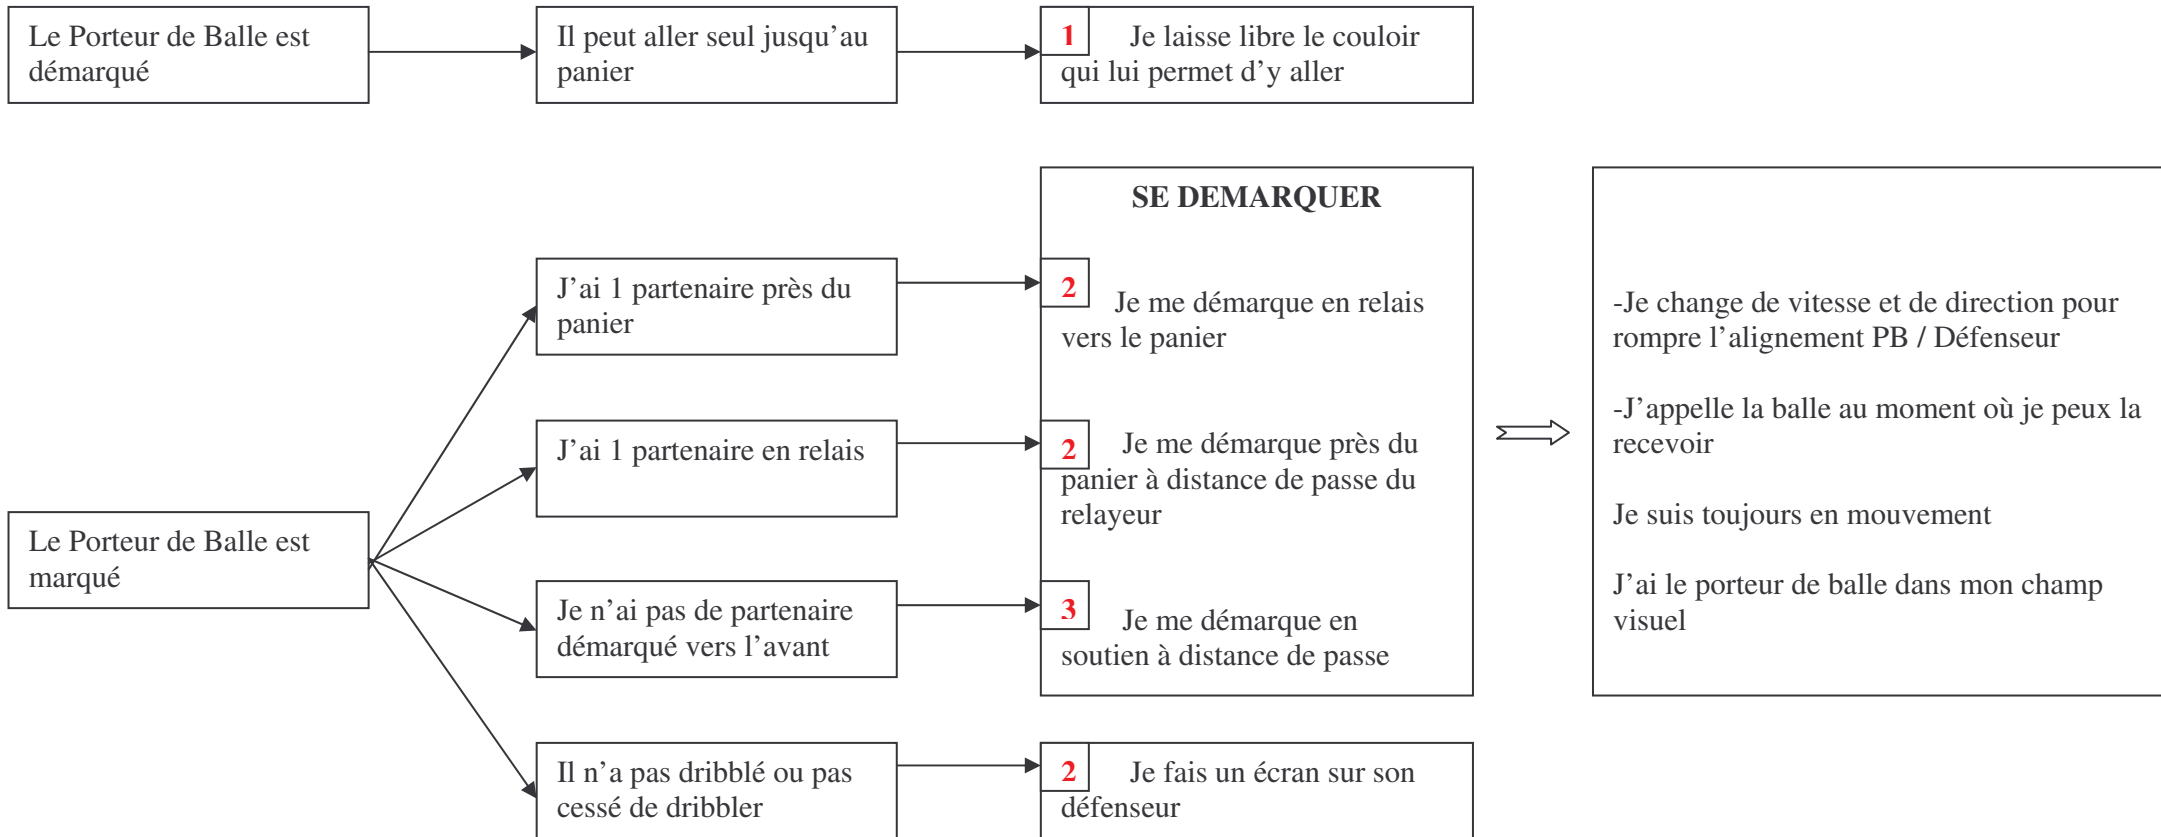 Le Porteur de Balle est
démarqué
Il peut aller seul jusqu’au
panier
1 Je laisse libre le couloir
qui lui permet d’y aller
SE DEMARQUER
J’ai 1 partenaire près du
panier
2 Je me démarque en relais
vers le panier
J’ai 1 partenaire en relais
2 Je me démarque près du
panier à distance de passe du
relayeur
Le Porteur de Balle est
marqué
Je n’ai pas de partenaire
démarqué vers l’avant
3 Je me démarque en
soutien à distance de passe
Il n’a pas dribblé ou pas
cessé de dribbler
2 Je fais un écran sur son
défenseur
-Je change de vitesse et de direction pour
rompre l’alignement PB / Défenseur
-J’appelle la balle au moment où je peux la
recevoir
Je suis toujours en mouvement
J’ai le porteur de balle dans mon champ
visuel